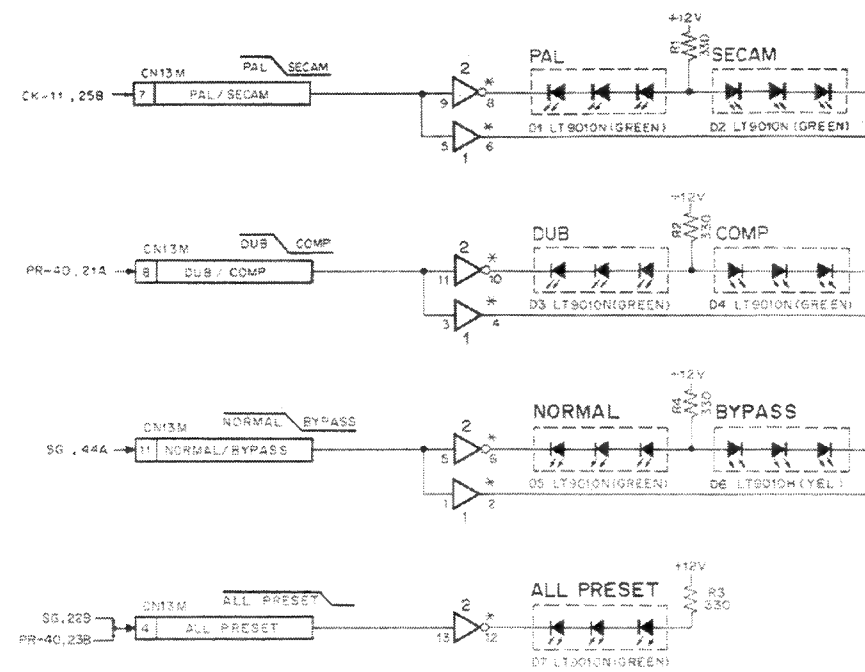 +12V
R1 330
PAL
SECAM
CN13M
PAL
SECAM
2
*
CK-11 ,25B
7
PAL/SECAM
9
8
D1 LT9010N(GREEN)
D2 LT9010N(GREEN)
*
5
6
1
+12V
R2 330
DUB
COMP
CN13M
DUB
COMP
2
*
PR-40,21A
8
DUB/COMP
11
10
D3 LT9010N(GREEN)
D4 LT9010N(GREEN)
*
3
4
1
+12V
R4 330
NORMAL
BYPASS
CN13M
NORMAL
BYPASS
2
*
SG ,44A
11
NORMAL/BYPASS
5
6
D5 LT9010N(GREEN)
D6 LT9010H(YEL)
*
1
2
1
+12V
R3
330
ALL PRESET
CN13M
ALL PRESET
2
*
SG,22B
PR-40,23B
4
ALL PRESET
13
12
D7 LT9010N(GREEN)